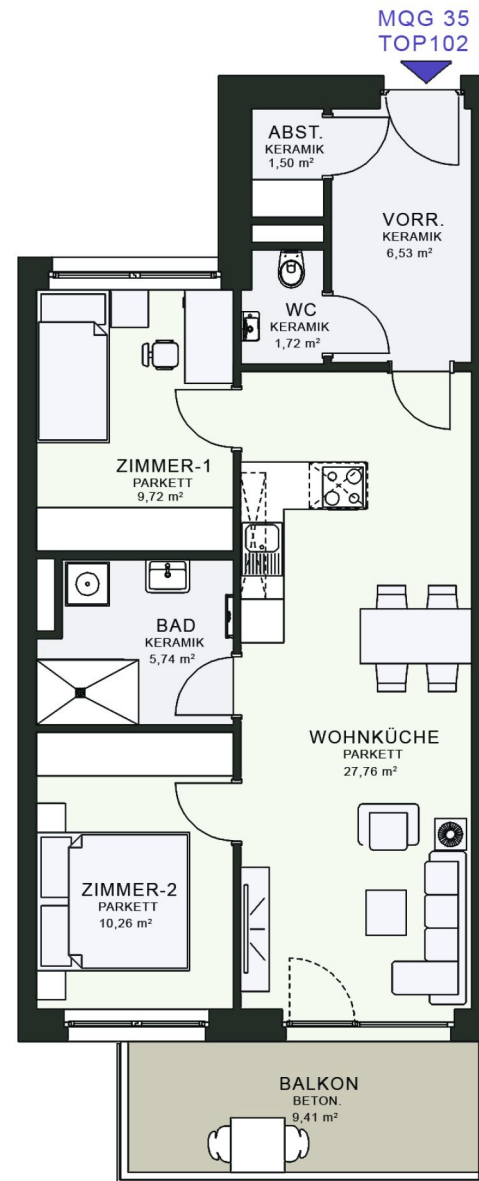 MQG 35
TOP102
ABST.
KERAMIK
1,50 m²
VORR.
KERAMIK
6,53 m²
WC
KERAMIK
1,72 m²
ZIMMER-1
PARKETT
9,72 m²
BAD
KERAMIK
5,74 m²
WOHNKÜCHE
PARKETT
27,76 m²
ZIMMER-2
PARKETT
10,26 m²
BALKON
BETON.
9,41 m²